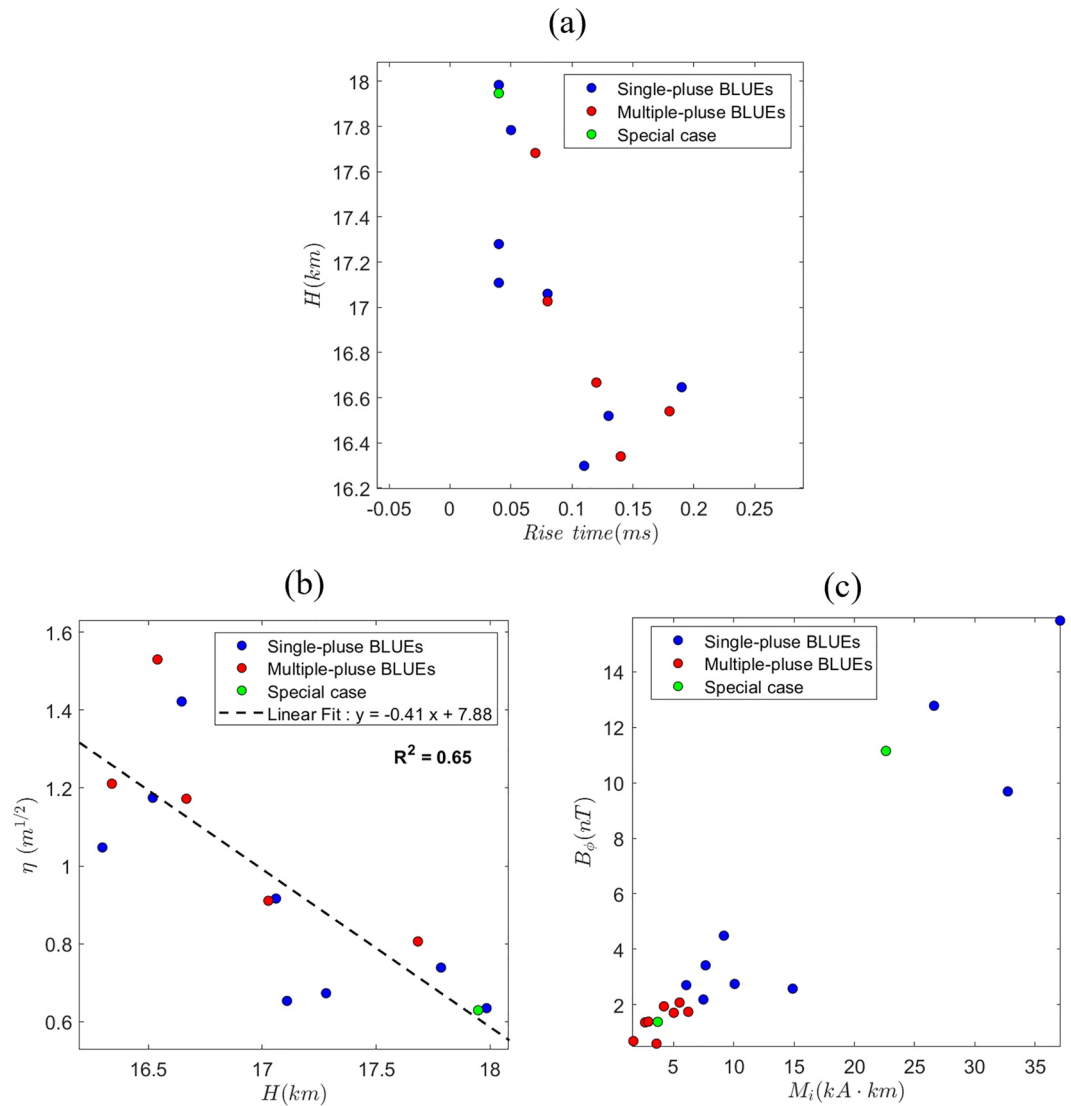 (a)
18
17.8
17.6
17.4
17.2
17
16.8
16.6
16.4
16.2
H(km)
Single-pluse BLUEs
Multiple-pluse BLUEs
Special case
-0.05 0 0.05 0.1 0.15 0.2 0.25
Rise time(ms)
(b)
1.6
1.4
1.2
1
0.8
0.6
η (m^{1/2})
Single-pluse BLUEs
Multiple-pluse BLUEs
Special case
Linear Fit : y = -0.41 x + 7.88
R² = 0.65
16.5 17 17.5 18
H(km)
(c)
14
12
10
8
6
4
2
B_ϕ(nT)
Single-pluse BLUEs
Multiple-pluse BLUEs
Special case
5 10 15 20 25 30 35
M_i(kA · km)